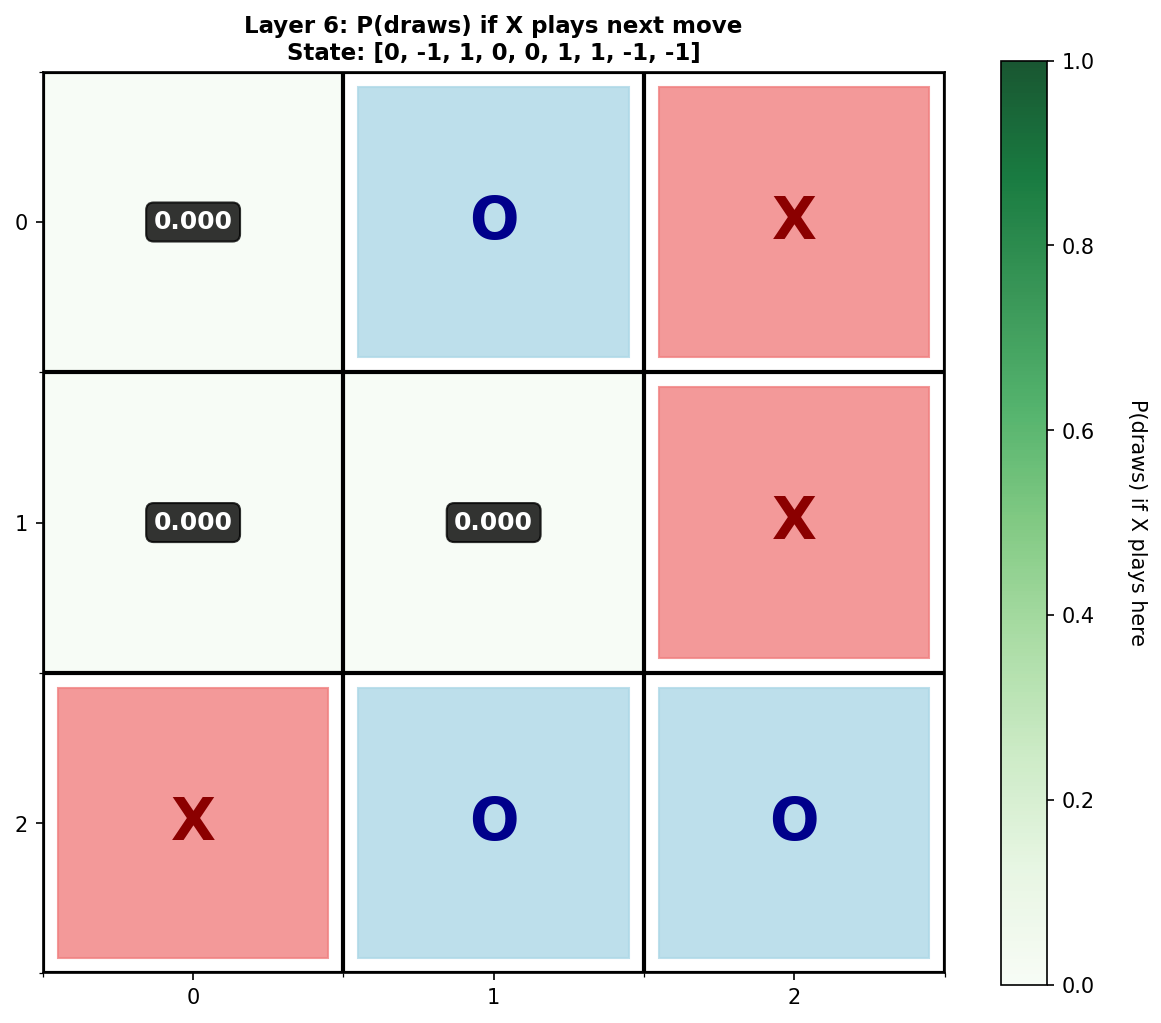 Layer 6: P(draws) if X plays next move
State: [0, -1, 1, 0, 0, 1, 1, -1, -1]
0.000
O
X
0.000
0.000
X
X
O
O
0
1
2
0
1
2
1.0
0.8
0.6
0.4
0.2
0.0
P(draws) if X plays here